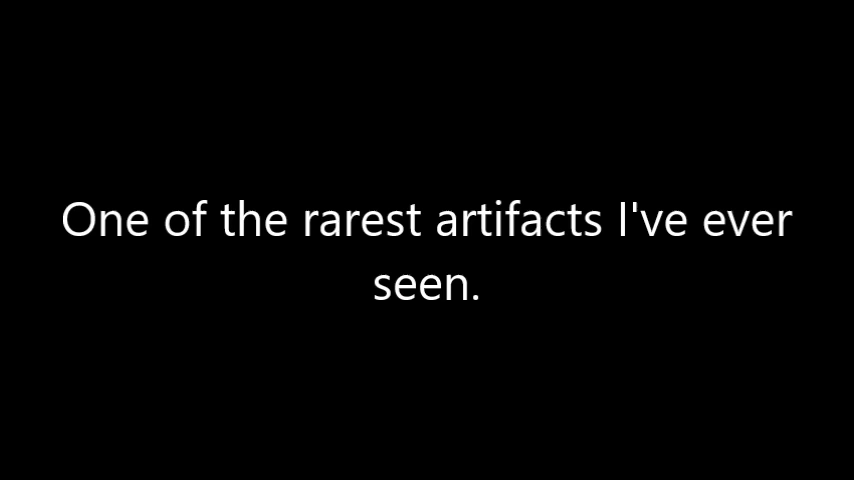 One of the rarest artifacts I've ever
seen.